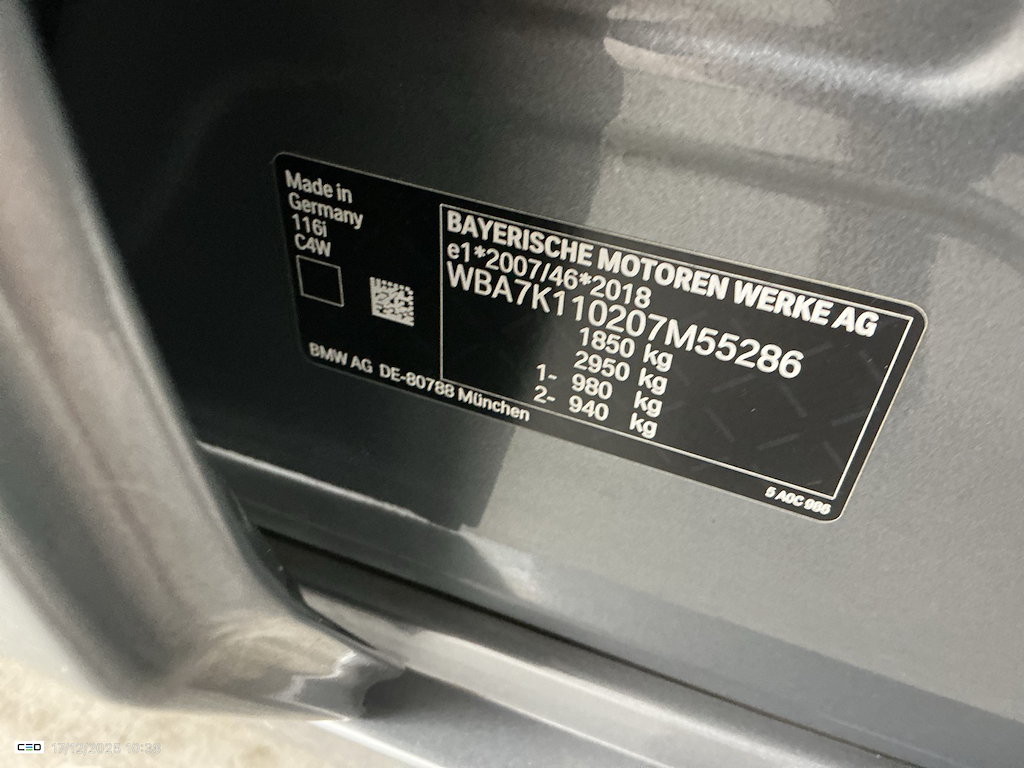 Made in
Germany
116i
C4W
BMW AG DE-80788 München
BAYERISCHE MOTOREN WERKE AG
e1*2007/46*2018
WBA7K110207M55286
1850 kg
2950 kg
1- 980 kg
2- 940 kg
5 A0C 986
CEO 17/12/2025 10:36